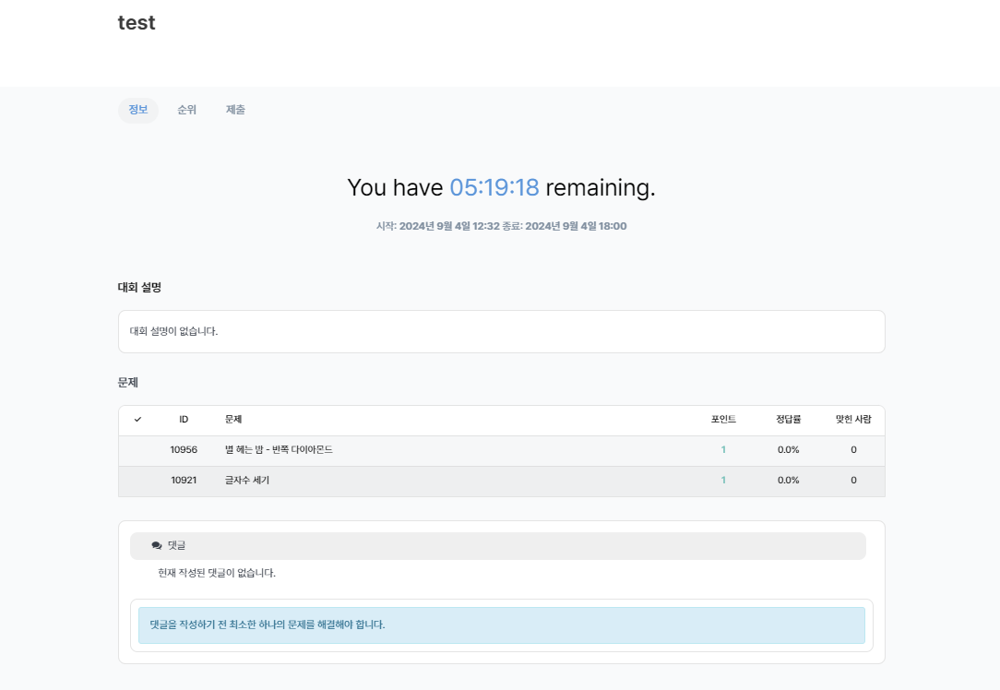 test
정보 순위 제출
You have 05:19:18 remaining.
시작: 2024년 9월 4일 12:32 종료: 2024년 9월 4일 18:00
대회 설명
대회 설명이 없습니다.
문제
ID 문제 포인트 정답률 맞힌 사람
10956 별 헤는 밤 - 반쪽 다이아몬드 1 0.0% 0
10921 글자수 세기 1 0.0% 0
댓글
현재 작성된 댓글이 없습니다.
댓글을 작성하기 전 최소한 하나의 문제를 해결해야 합니다.